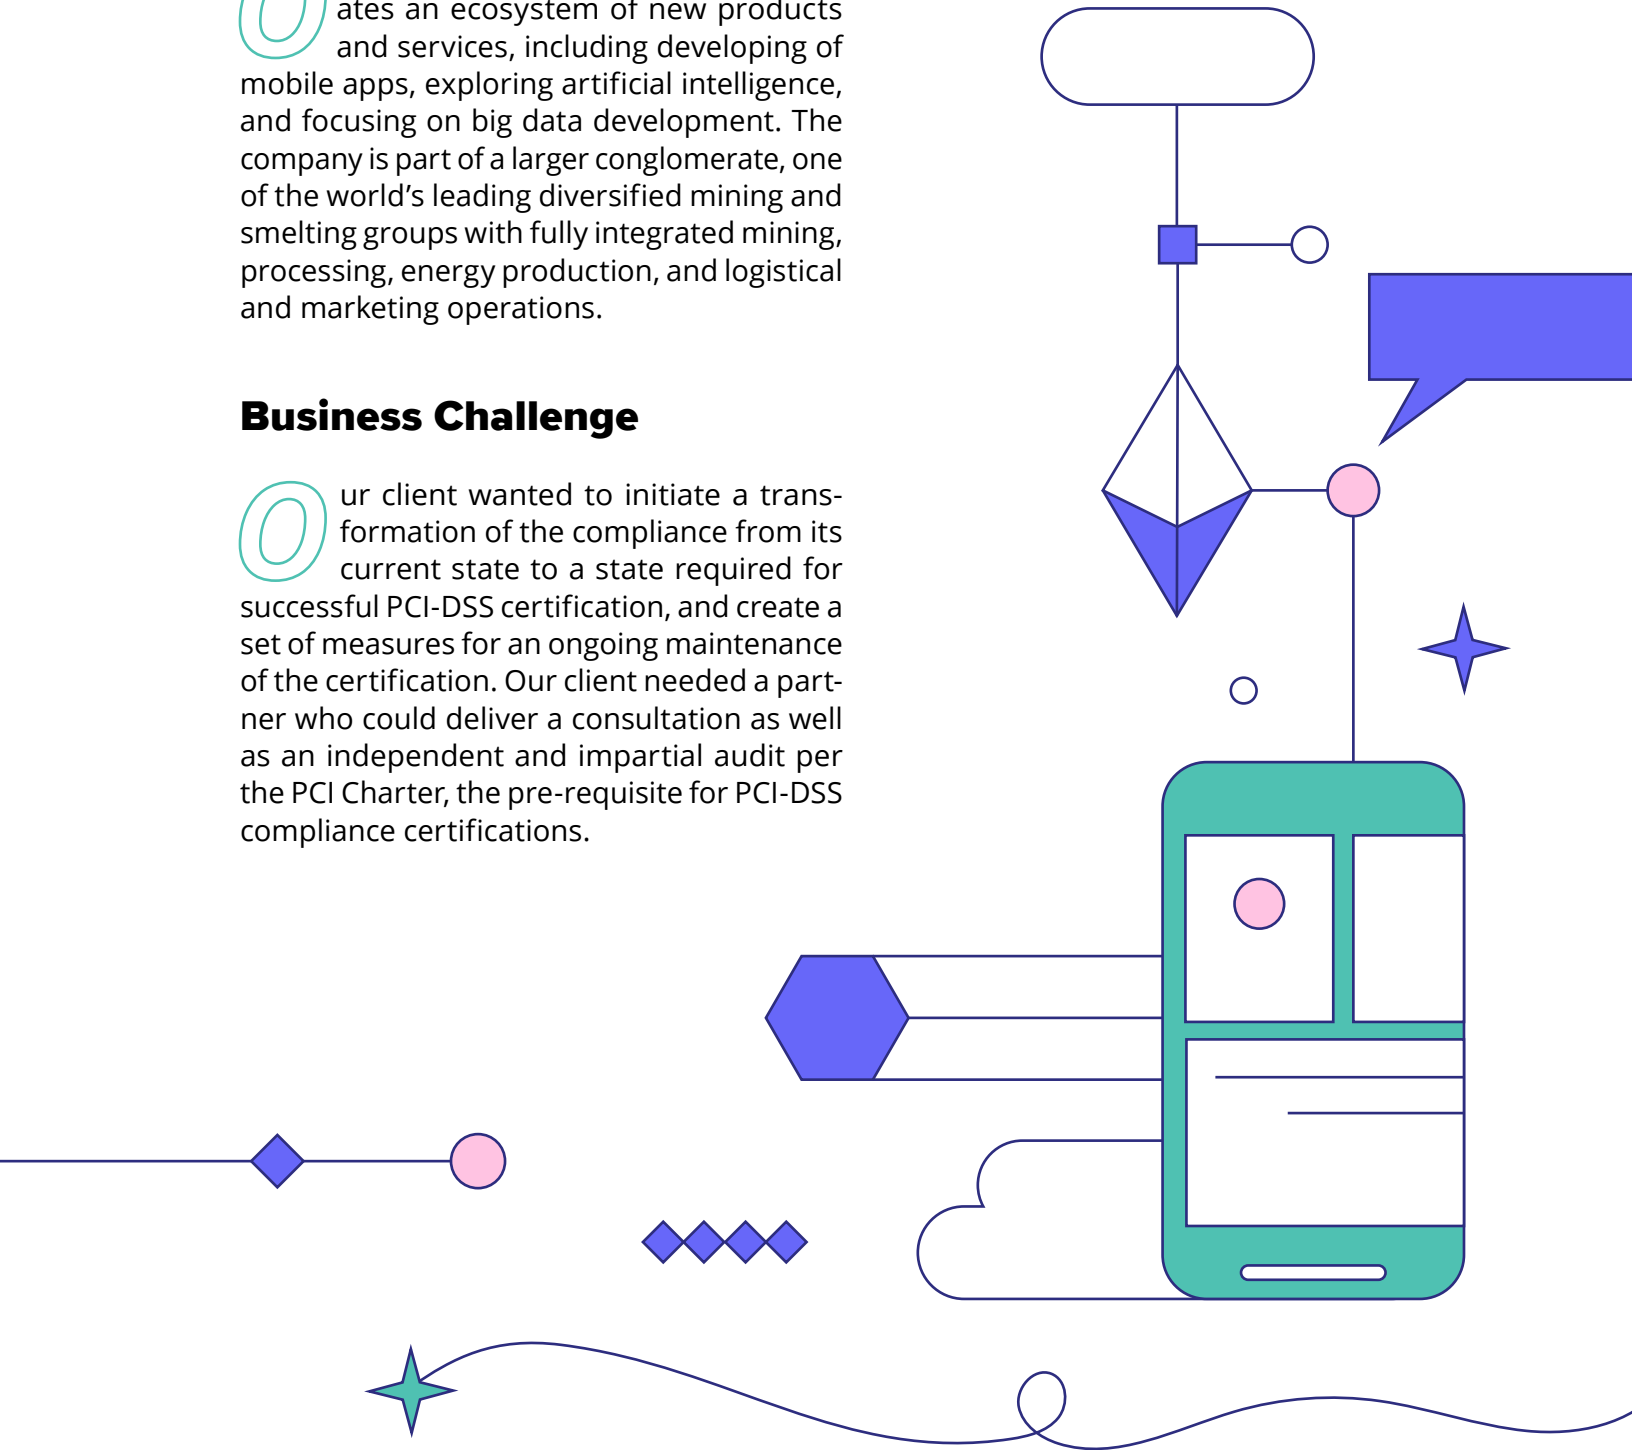 O ates an ecosystem of new products
and services, including developing of
mobile apps, exploring artificial intelligence,
and focusing on big data development. The
company is part of a larger conglomerate, one
of the world’s leading diversified mining and
smelting groups with fully integrated mining,
processing, energy production, and logistical
and marketing operations.
Business Challenge
Our client wanted to initiate a trans-
formation of the compliance from its
current state to a state required for
successful PCI-DSS certification, and create a
set of measures for an ongoing maintenance
of the certification. Our client needed a part-
ner who could deliver a consultation as well
as an independent and impartial audit per
the PCI Charter, the pre-requisite for PCI-DSS
compliance certifications.